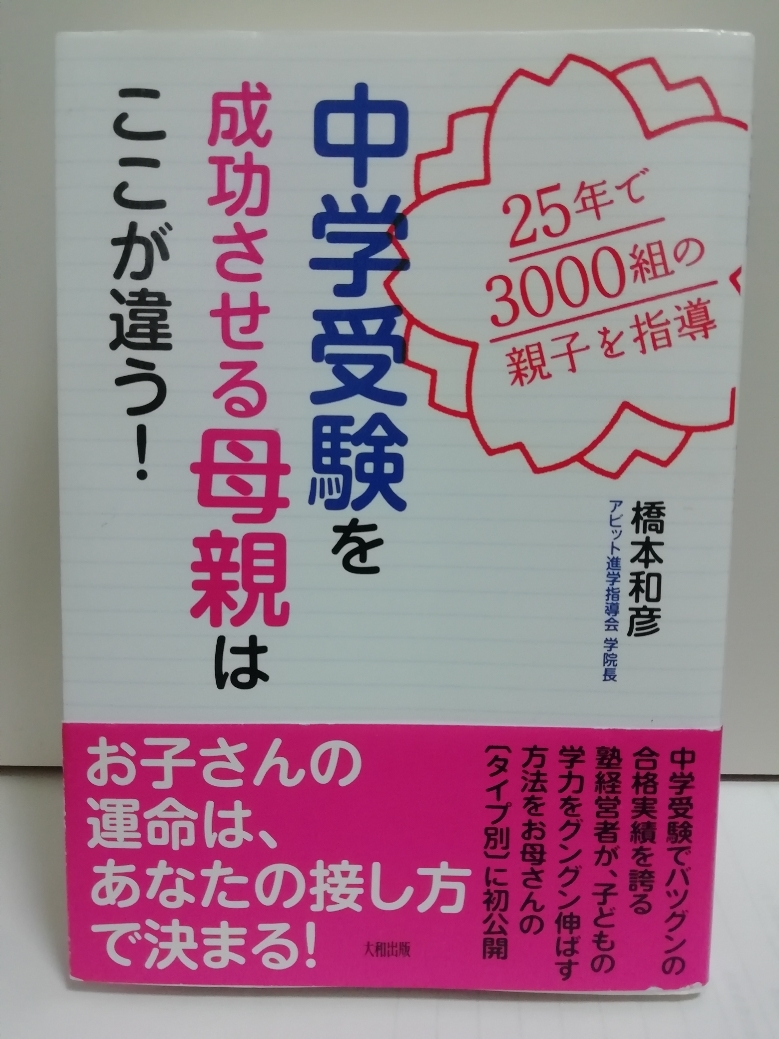 25年で
3000組の
親子を指導
中学受験を
成功させる母親は
ここが違う！
橋本和彦
アビット進学指導会 学院長
お子さんの
運命は、
あなたの接し方
で決まる！
中学受験でバツグンの
合格実績を誇る
塾経営者が、子どもの
学力をグングン伸ばす
方法をお母さんの
〔タイプ別〕に初公開
大和出版